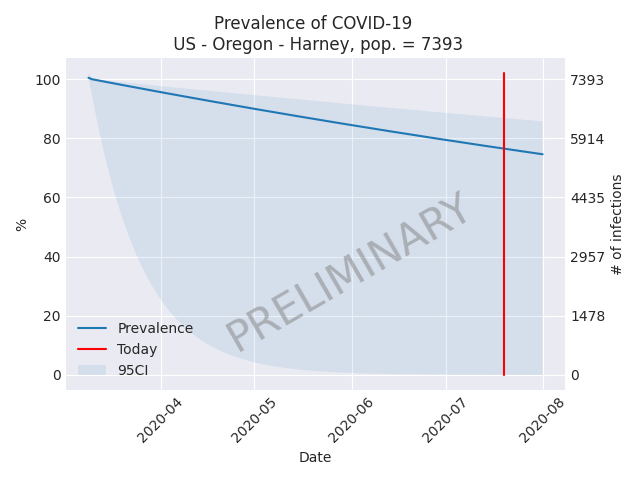 Prevalence of COVID-19
US - Oregon - Harney, pop. = 7393
100
80
60
40
20
0
%
7393
5914
4435
2957
1478
0
# of infections
PRELIMINARY
Prevalence
Today
95CI
2020-04
2020-05
2020-06
2020-07
2020-08
Date